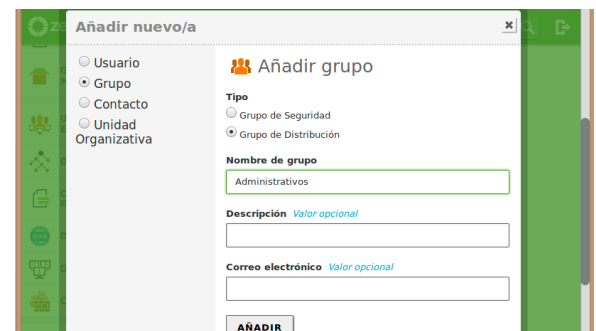 Añadir nuevo/a
Usuario
Grupo
Contacto
Unidad
Organizativa
Añadir grupo
Tipo
Grupo de Seguridad
Grupo de Distribución
Nombre de grupo
Administrativos
Descripción Valor opcional
Correo electrónico Valor opcional
AÑADIR